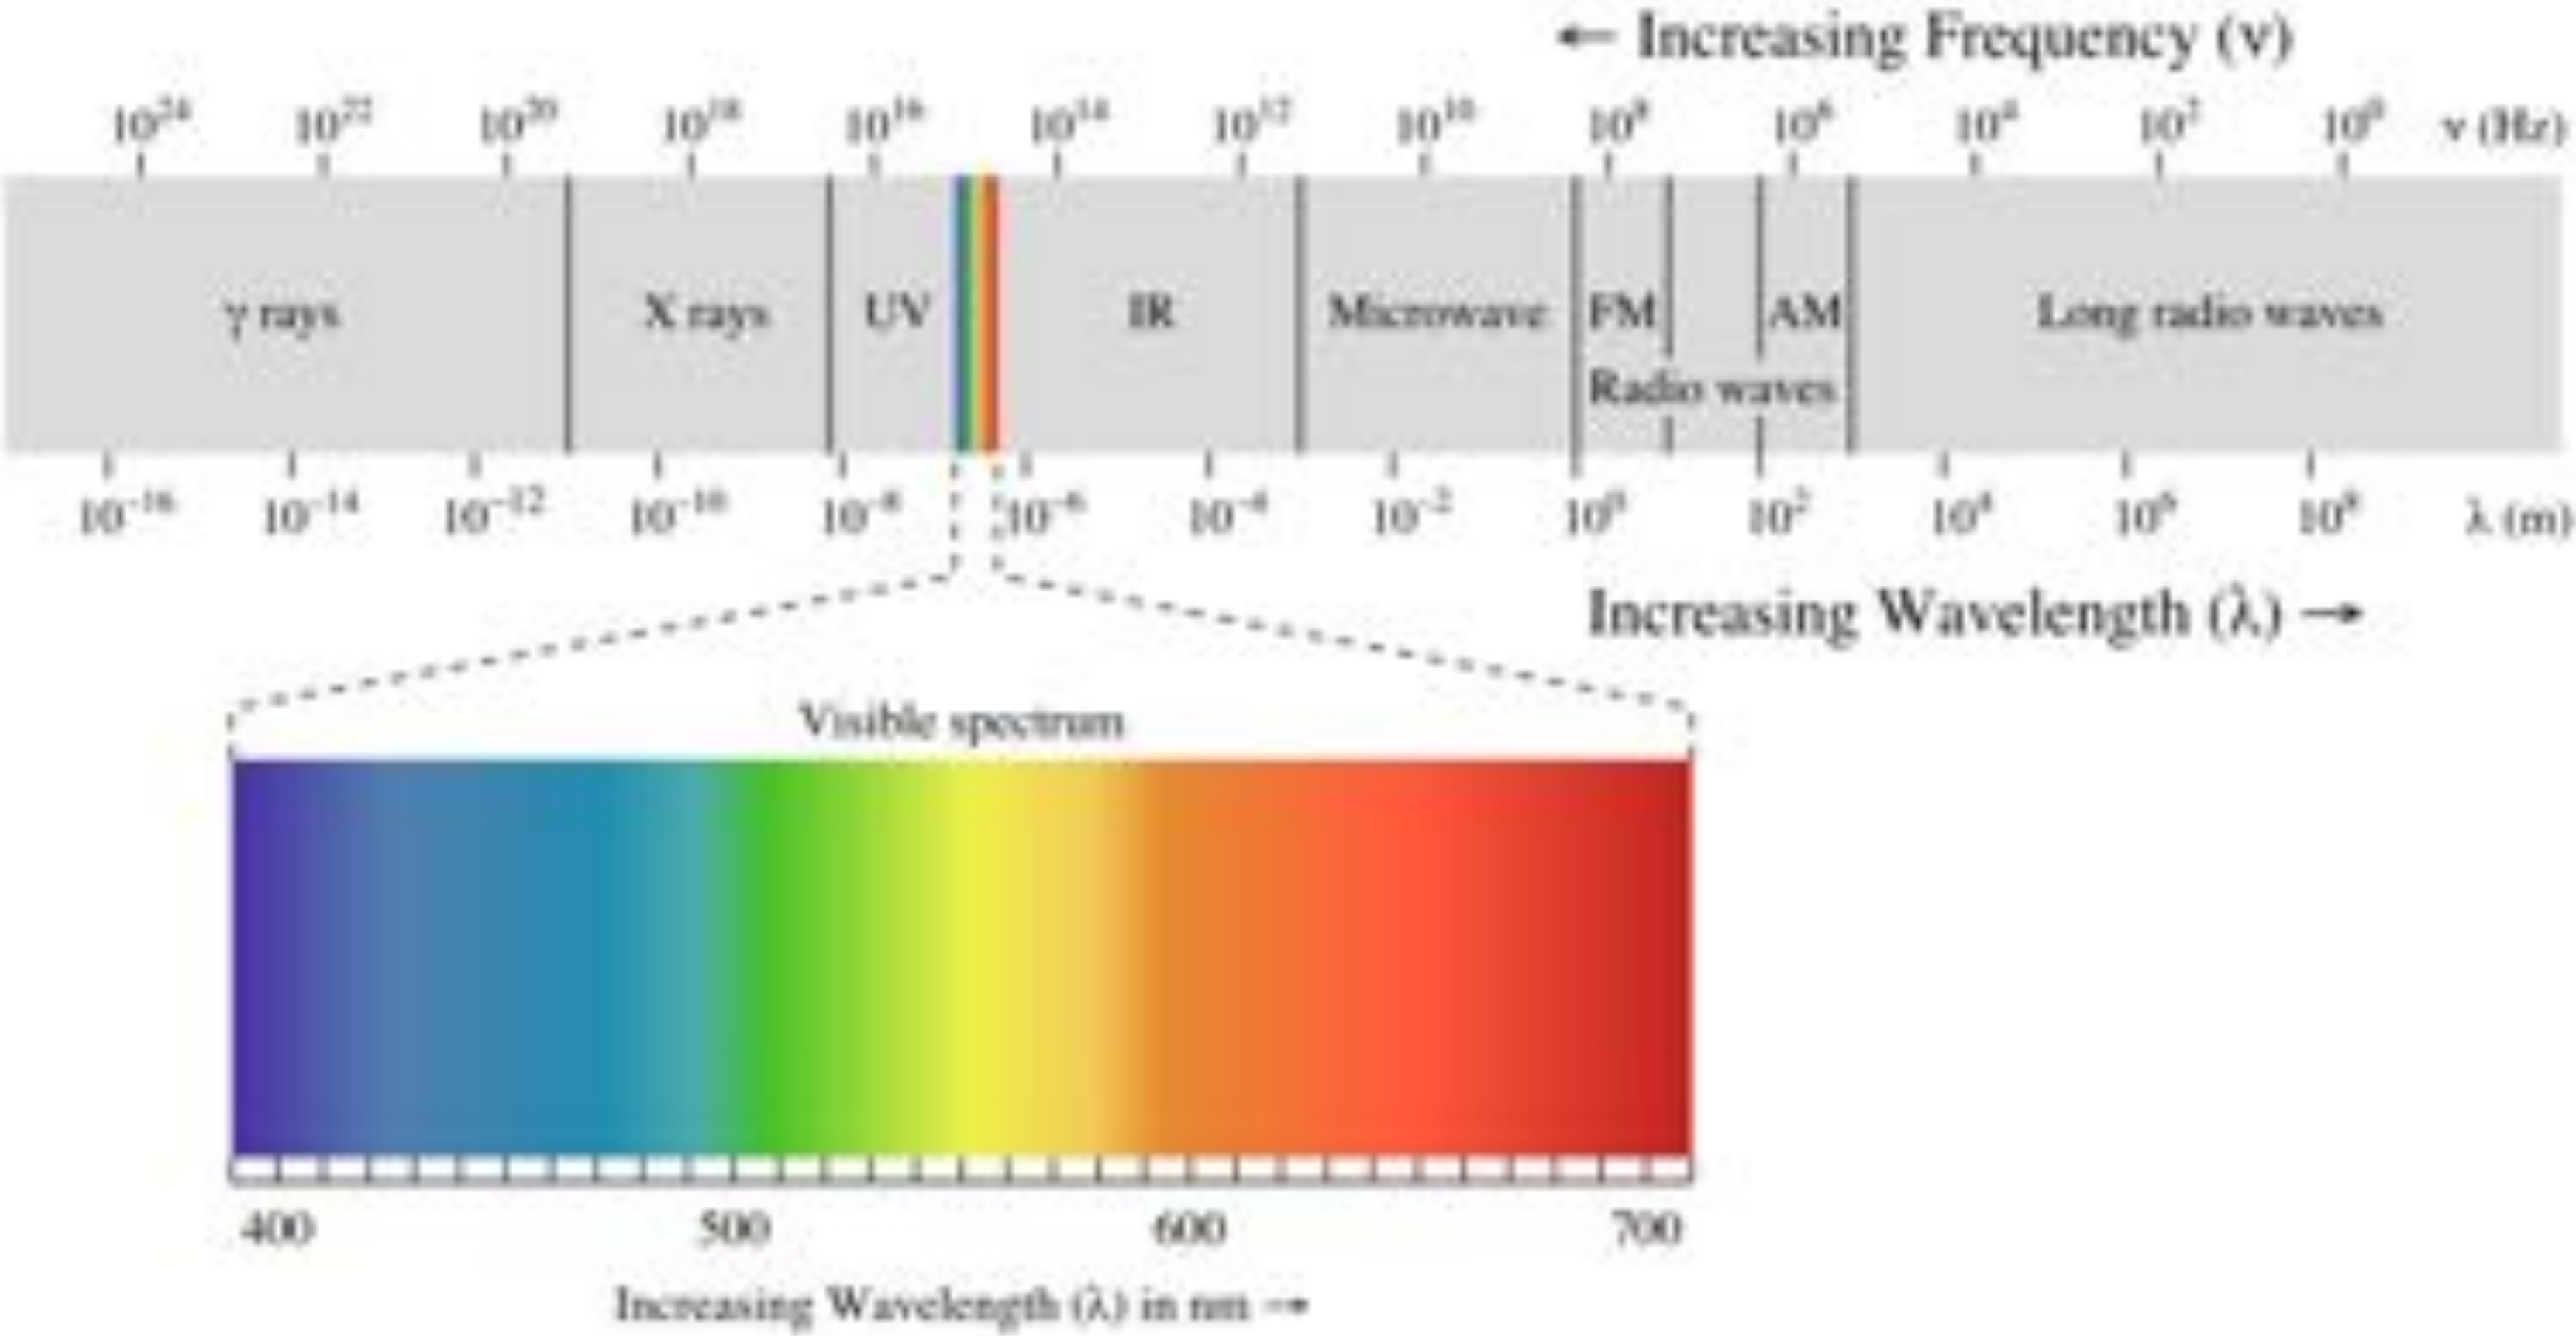 ← Increasing Frequency (ν)
10²⁴ 10²² 10²⁰ 10¹⁸ 10¹⁶ 10¹⁴ 10¹² 10¹⁰ 10⁸ 10⁶ 10⁴ 10² 10⁰ ν (Hz)
γ rays X rays UV IR Microwave FM AM Long radio waves
Radio waves
10⁻¹⁶ 10⁻¹⁴ 10⁻¹² 10⁻¹⁰ 10⁻⁸ 10⁻⁶ 10⁻⁴ 10⁻² 10⁰ 10² 10⁴ 10⁶ 10⁸ λ (m)
Increasing Wavelength (λ) →
Visible spectrum
400 500 600 700
Increasing Wavelength (λ) in nm →